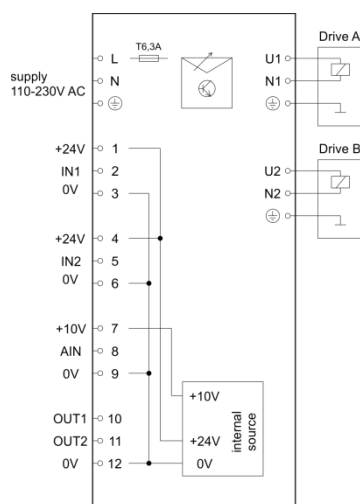 Drive A
T6,3A
L
U1
supply
110-230V AC
N
N1
Drive B
+24V 1
IN1 2
U2
0V 3
N2
+24V 4
IN2 5
0V 6
+10V 7
AIN 8
0V 9
+10V
OUT1 10
OUT2 11
+24V
internal
source
0V 12
0V